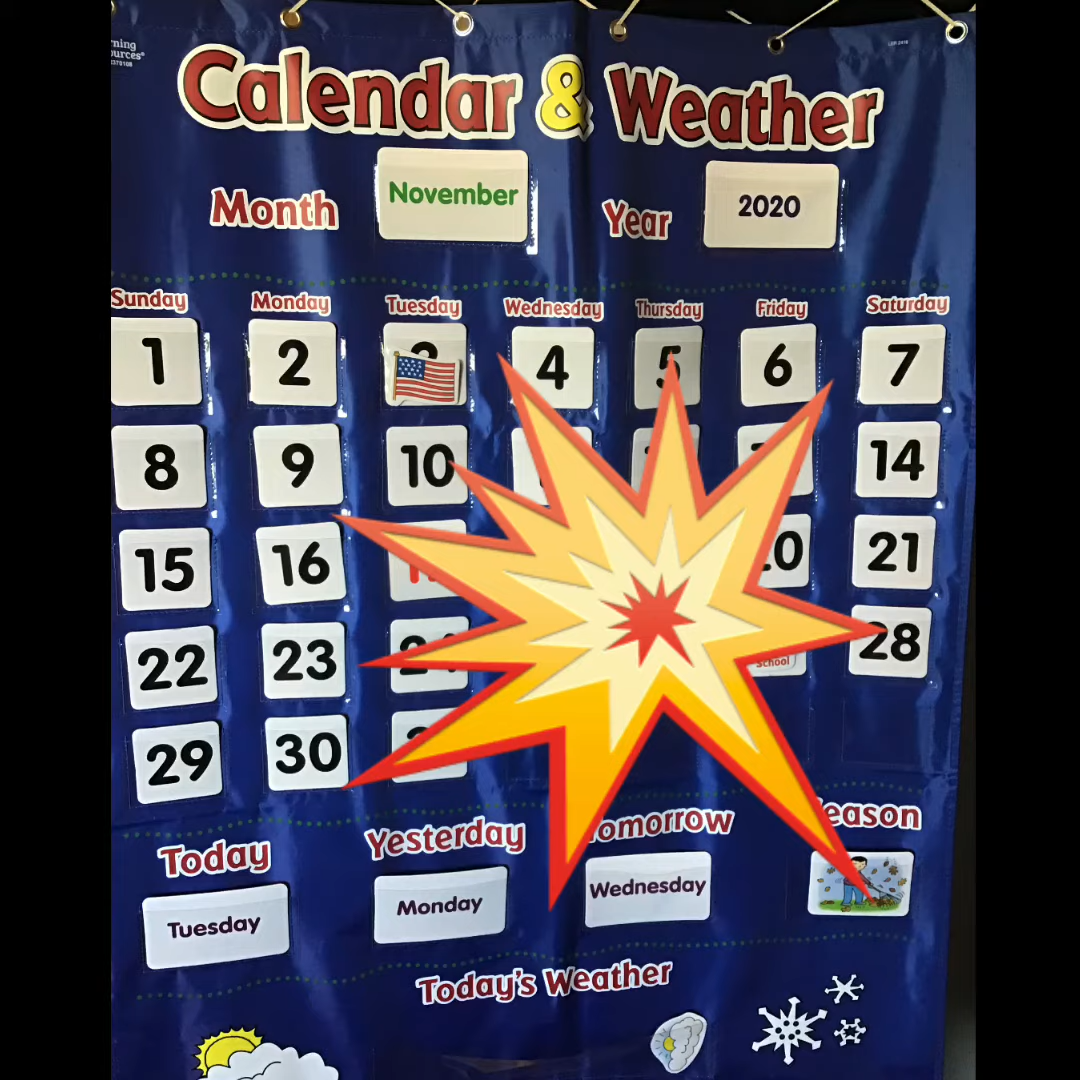 Calendar & Weather
Month November Year 2020
Sunday Monday Tuesday Wednesday Thursday Friday Saturday
1 2 4 5 6 7
8 9 10 14
15 16 21
22 23 School 28
29 30
Today Yesterday
Tuesday Monday Wednesday
Today's Weather